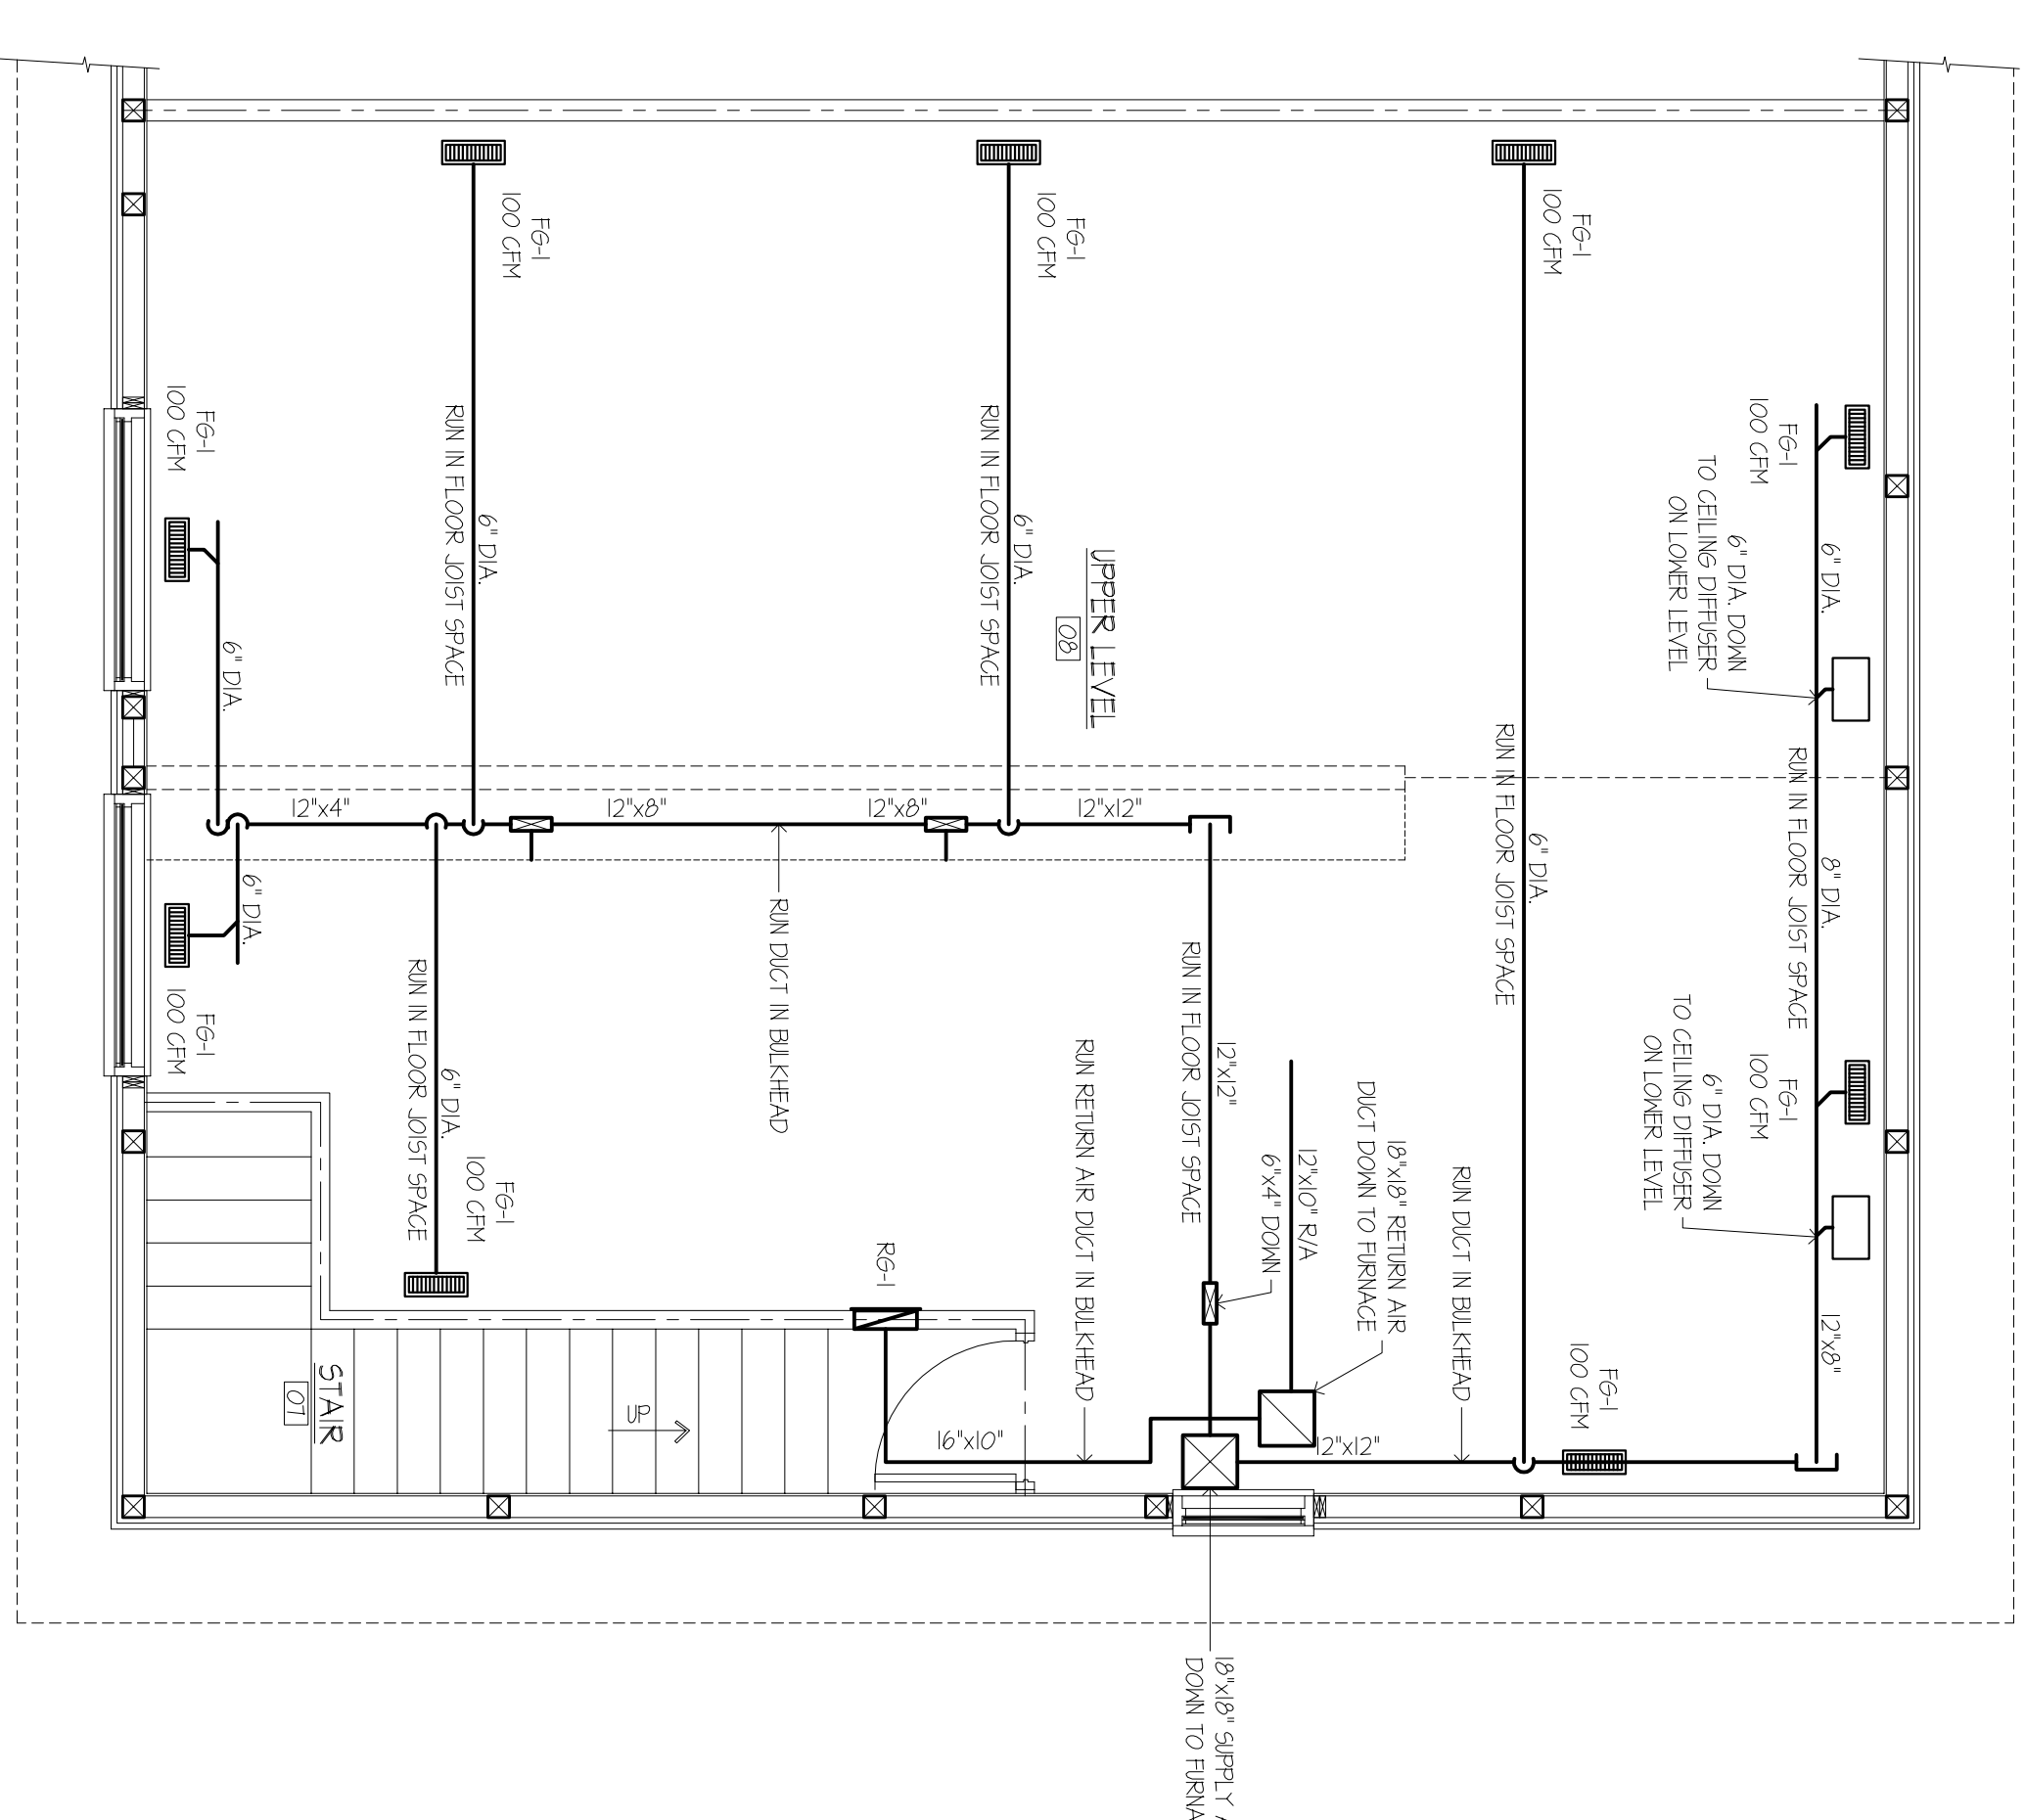 FG-1
100 CFM
FG-1
100 CFM
FG-1
100 CFM
FG-1
100 CFM
FG-1
100 CFM
6" DIA.
6" DIA. DOWN
TO CEILING DIFFUSER
ON LOWER LEVEL
6" DIA.
RUN IN FLOOR JOIST SPACE
6" DIA.
RUN IN FLOOR JOIST SPACE
UPPER LEVEL
08
6" DIA.
12"x4"
12"x8"
12"x8"
12"x12"
6" DIA.
RUN IN FLOOR JOIST SPACE
8" DIA.
RUN IN FLOOR JOIST SPACE
6" DIA.
FG-1
100 CFM
6" DIA.
RUN IN FLOOR JOIST SPACE
FG-1
100 CFM
RUN DUCT IN BULKHEAD
12"x12"
RUN IN FLOOR JOIST SPACE
RUN RETURN AIR DUCT IN BULKHEAD
12"x10" R/A
6"x4" DOWN
18"x18" RETURN AIR
DUCT DOWN TO FURNACE
RUN DUCT IN BULKHEAD
FG-1
100 CFM
6" DIA. DOWN
TO CEILING DIFFUSER
ON LOWER LEVEL
12"x8"
FG-1
100 CFM
RG-1
STAIR
07
UP
16"x10"
12"x12"
18"x18" SUPPLY
DOWN TO